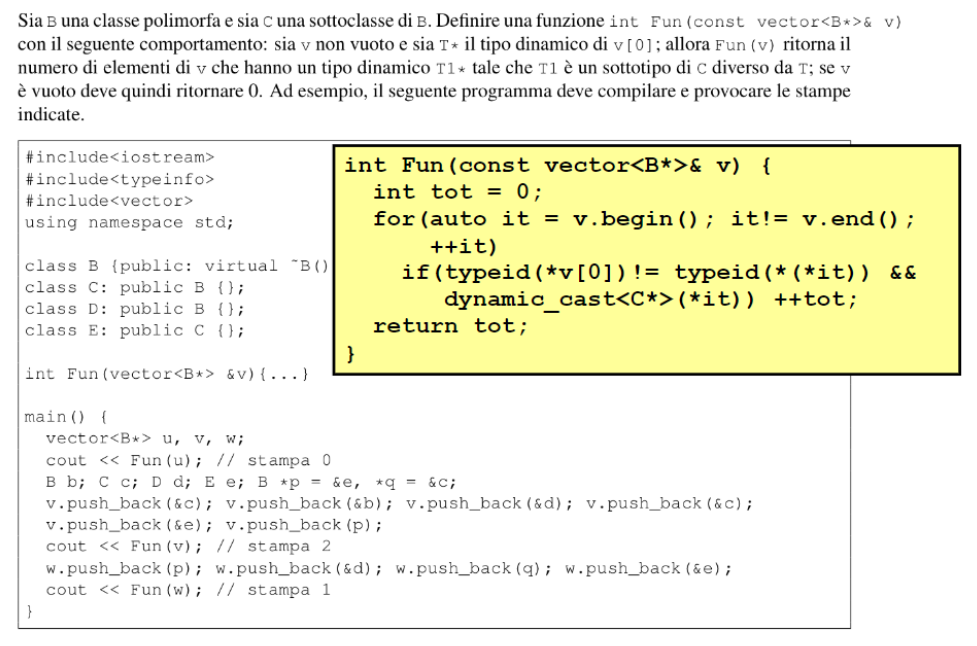 Sia B una classe polimorfa e sia C una sottoclasse di B. Definire una funzione int Fun(const vector<B*>& v)
con il seguente comportamento: sia v non vuoto e sia T* il tipo dinamico di v[0]; allora Fun(v) ritorna il
numero di elementi di v che hanno un tipo dinamico T1* tale che T1 è un sottotipo di C diverso da T; se v
è vuoto deve quindi ritornare 0. Ad esempio, il seguente programma deve compilare e provocare le stampe
indicate.
#include<iostream>
#include<typeinfo>
#include<vector>
using namespace std;
class B {public: virtual ~B()
class C: public B {};
class D: public B {};
class E: public C {};
int Fun(vector<B*> &v){...}
main() {
vector<B*> u, v, w;
cout << Fun(u); // stampa 0
B b; C c; D d; E e; B *p = &e, *q = &c;
v.push_back(&c); v.push_back(&b); v.push_back(&d); v.push_back(&c);
v.push_back(&e); v.push_back(p);
cout << Fun(v); // stampa 2
w.push_back(p); w.push_back(&d); w.push_back(q); w.push_back(&e);
cout << Fun(w); // stampa 1
}
int Fun(const vector<B*>& v) {
int tot = 0;
for(auto it = v.begin(); it!= v.end();
++it)
if(typeid(*v[0])!= typeid(*(*it)) &&
dynamic_cast<C*>(*it)) ++tot;
return tot;
}